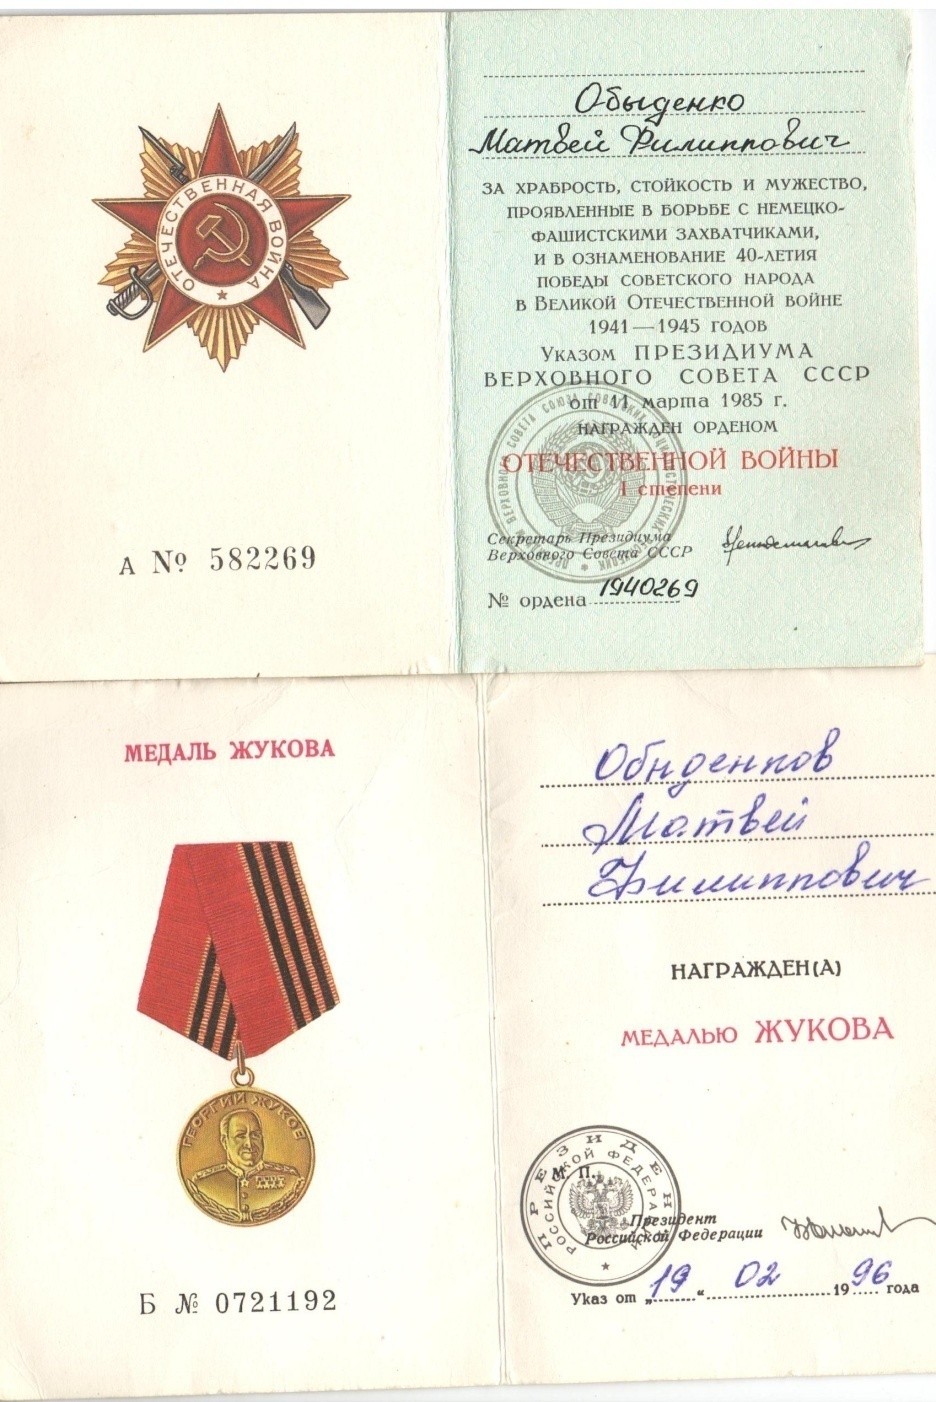 ОТЕЧЕСТВЕННАЯ ВОЙНА
А № 582269
Обыденко
Матвей Филиппович
ЗА ХРАБРОСТЬ, СТОЙКОСТЬ И МУЖЕСТВО,
ПРОЯВЛЕННЫЕ В БОРЬБЕ С НЕМЕЦКО-
ФАШИСТСКИМИ ЗАХВАТЧИКАМИ,
И В ОЗНАМЕНОВАНИЕ 40-ЛЕТИЯ
ПОБЕДЫ СОВЕТСКОГО НАРОДА
В ВЕЛИКОЙ ОТЕЧЕСТВЕННОЙ ВОЙНЕ
1941—1945 ГОДОВ
УКАЗОМ ПРЕЗИДИУМА
ВЕРХОВНОГО СОВЕТА СССР
от 11 марта 1985 г.
НАГРАЖДЕН ОРДЕНОМ
ОТЕЧЕСТВЕННОЙ ВОЙНЫ
I степени
Секретарь Президиума
Верховного Совета СССР
№ ордена 1940269
МЕДАЛЬ ЖУКОВА
ГЕОРГИЙ ЖУКОВ
Б № 0721192
Обыденков
Матвей
Филиппович
НАГРАЖДЕН(А)
МЕДАЛЬЮ ЖУКОВА
ПРЕЗИДЕНТ
РОССИЙСКОЙ ФЕДЕРАЦИИ
М. П.
Президент
Российской Федерации
Указ от „19“ 02 1996 года